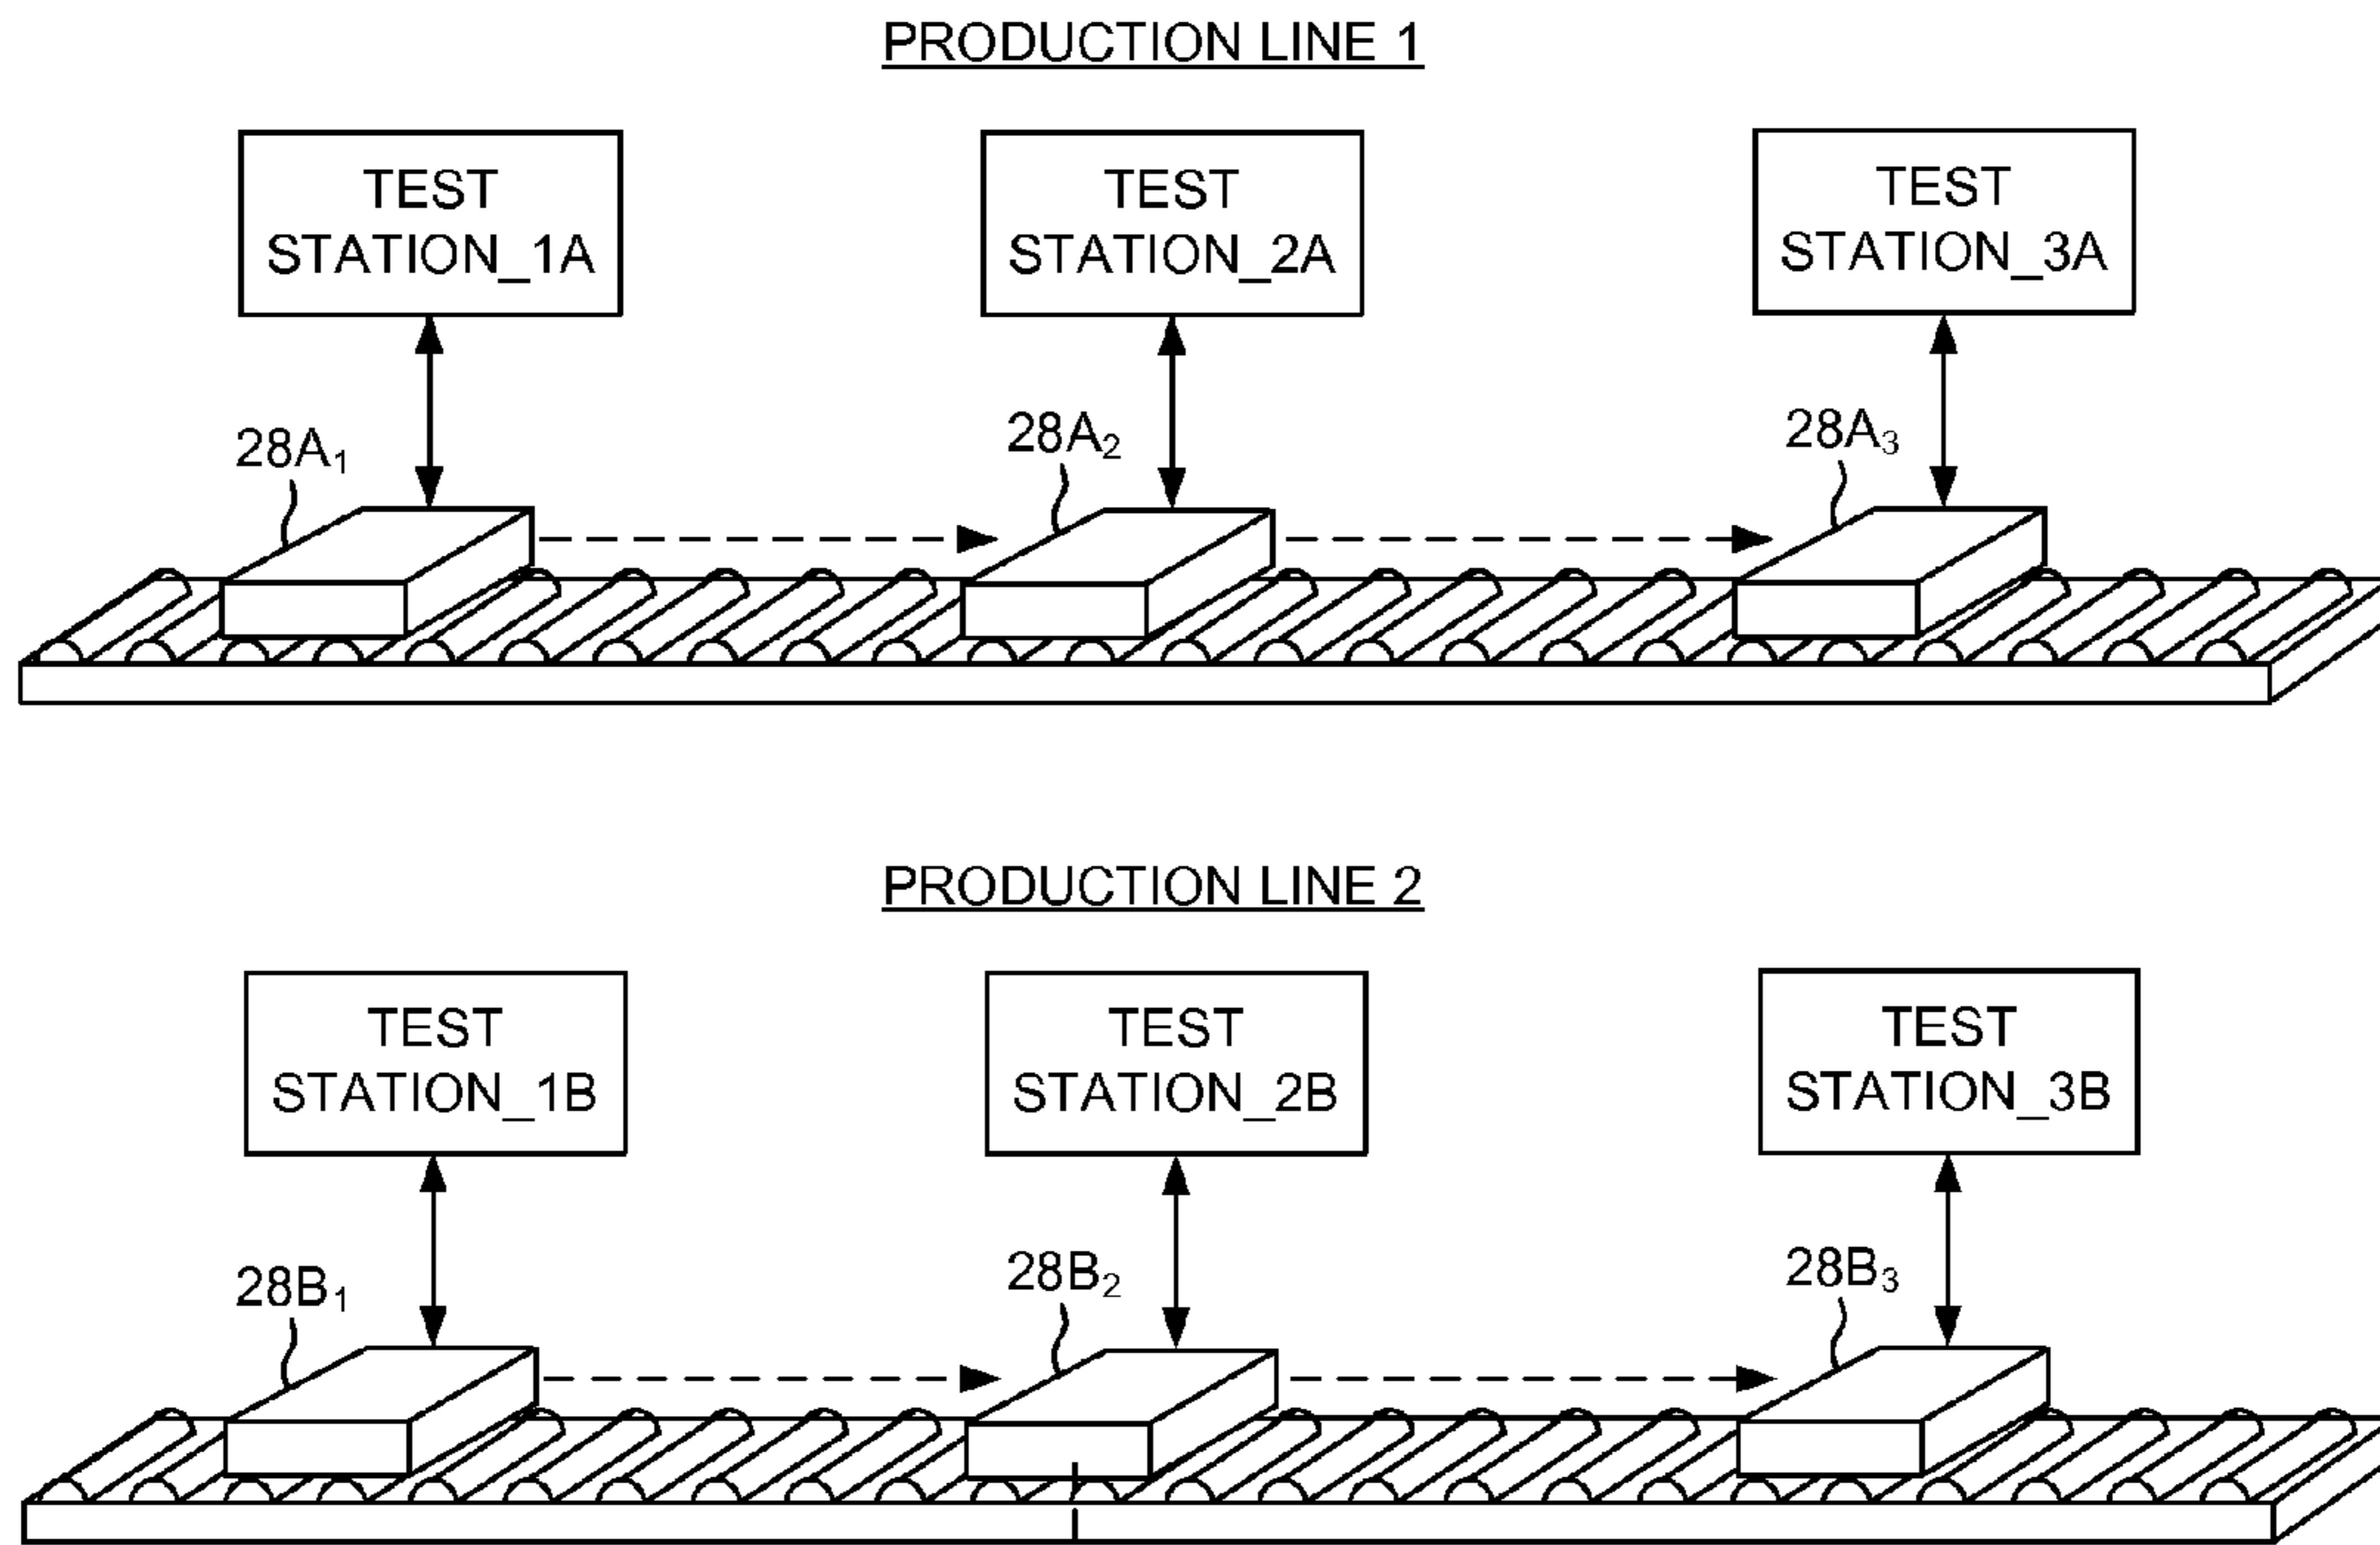 PRODUCTION LINE 1
TEST
STATION_1A
TEST
STATION_2A
TEST
STATION_3A
28A₁
28A₂
28A₃
PRODUCTION LINE 2
TEST
STATION_1B
TEST
STATION_2B
TEST
STATION_3B
28B₁
28B₂
28B₃